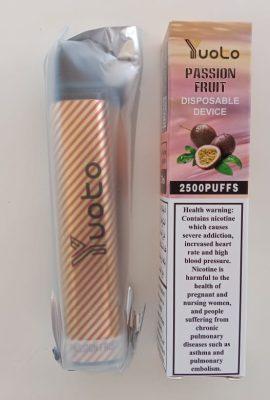 Yuoto
PASSION FRUIT
Yuoto
PASSION
FRUIT
DISPOSABLE
DEVICE
2500PUFFS
Health warning:
Contains nicotine
which causes
severe addiction,
increased heart
rate and high
blood pressure.
Nicotine is
harmful to the
health of
pregnant and
nursing women,
and people
suffering from
chronic
pulmonary
diseases such as
asthma and
pulmonary
embolism.